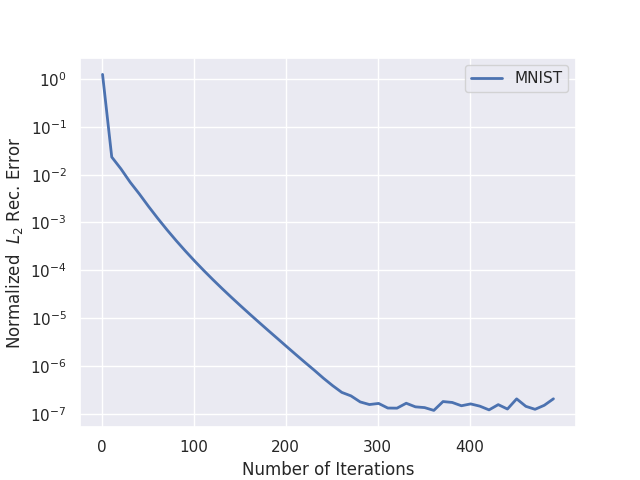 MNIST
10⁰
10⁻¹
10⁻²
10⁻³
10⁻⁴
10⁻⁵
10⁻⁶
10⁻⁷
Normalized L₂ Rec. Error
0 100 200 300 400
Number of Iterations